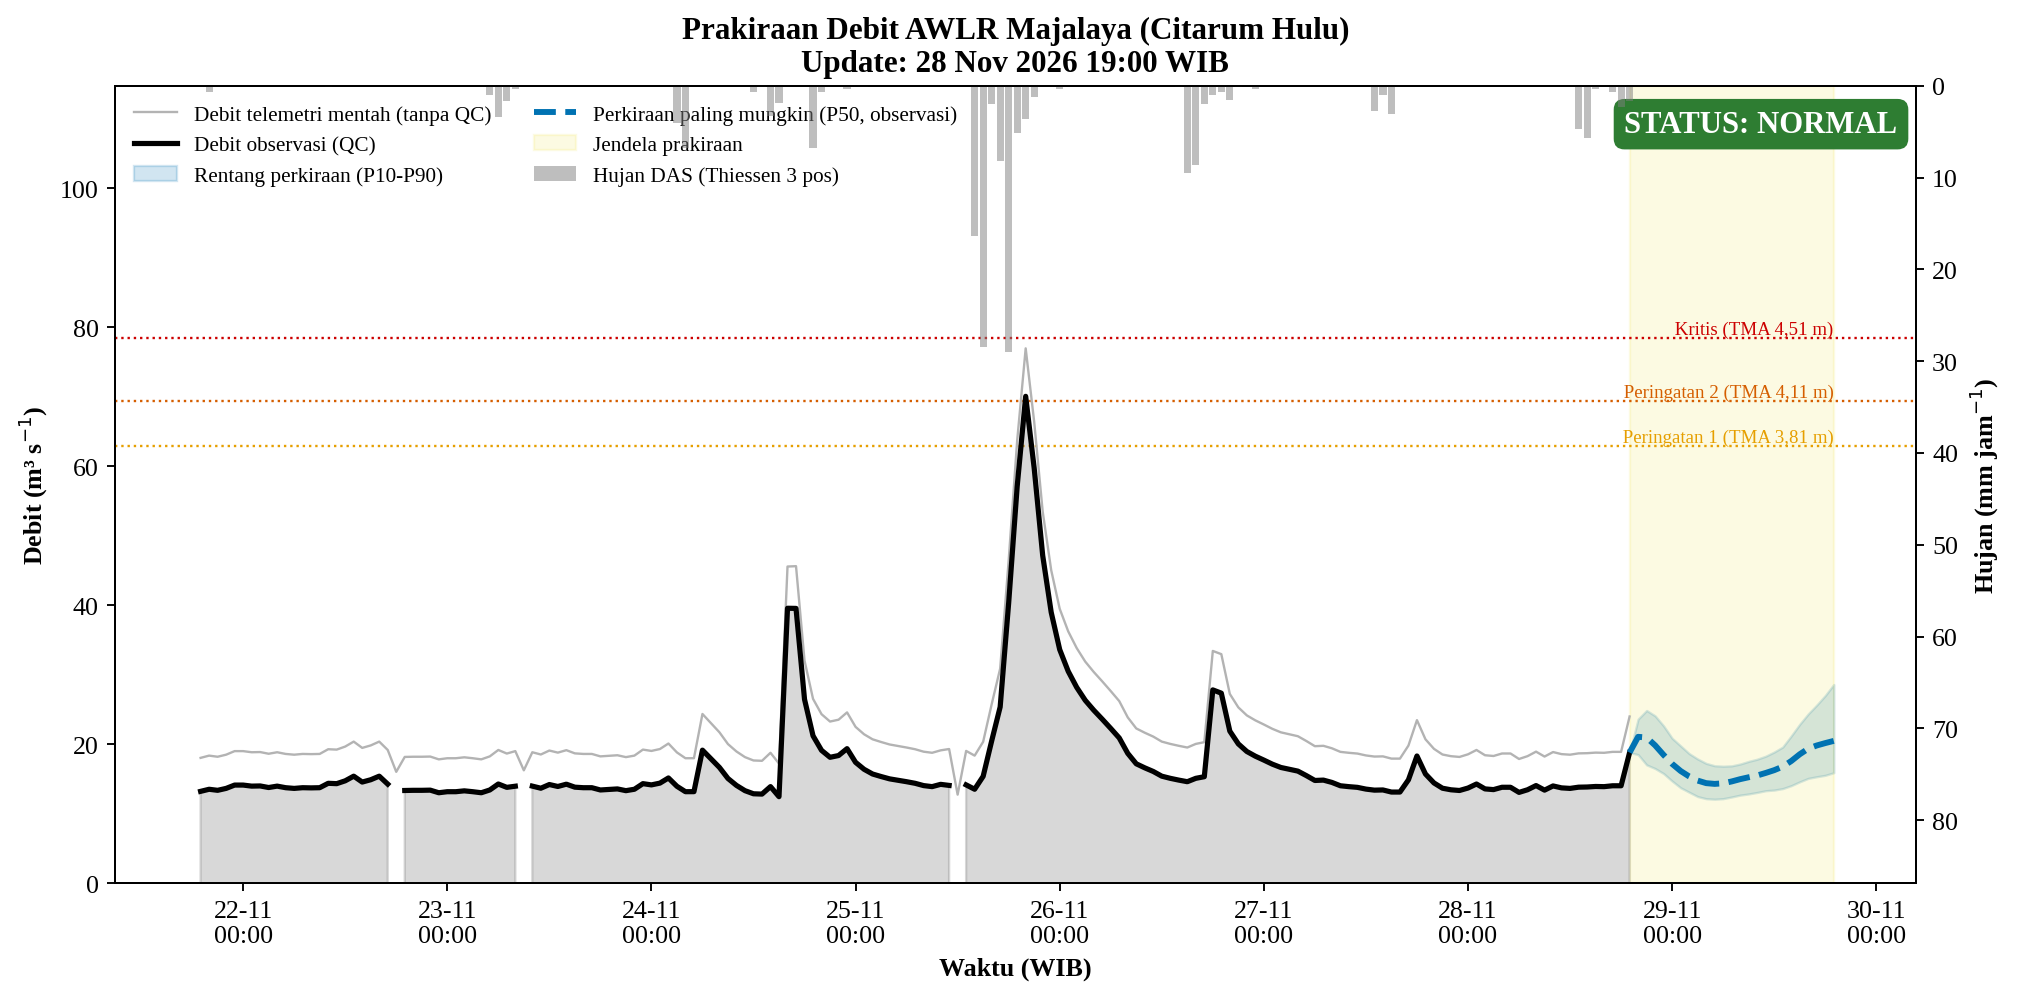 Prakiraan Debit AWLR Majalaya (Citarum Hulu)
Update: 28 Nov 2026 19:00 WIB
Debit telemetri mentah (tanpa QC)
Debit observasi (QC)
Rentang perkiraan (P10-P90)
Perkiraan paling mungkin (P50, observasi)
Jendela prakiraan
Hujan DAS (Thiessen 3 pos)
STATUS: NORMAL
Kritis (TMA 4,51 m)
Peringatan 2 (TMA 4,11 m)
Peringatan 1 (TMA 3,81 m)
Debit (m³ s⁻¹)
100
80
60
40
20
0
Hujan (mm jam⁻¹)
0
10
20
30
40
50
60
70
80
22-11 23-11 24-11 25-11 26-11 27-11 28-11 29-11 30-11
00:00 00:00 00:00 00:00 00:00 00:00 00:00 00:00 00:00
Waktu (WIB)